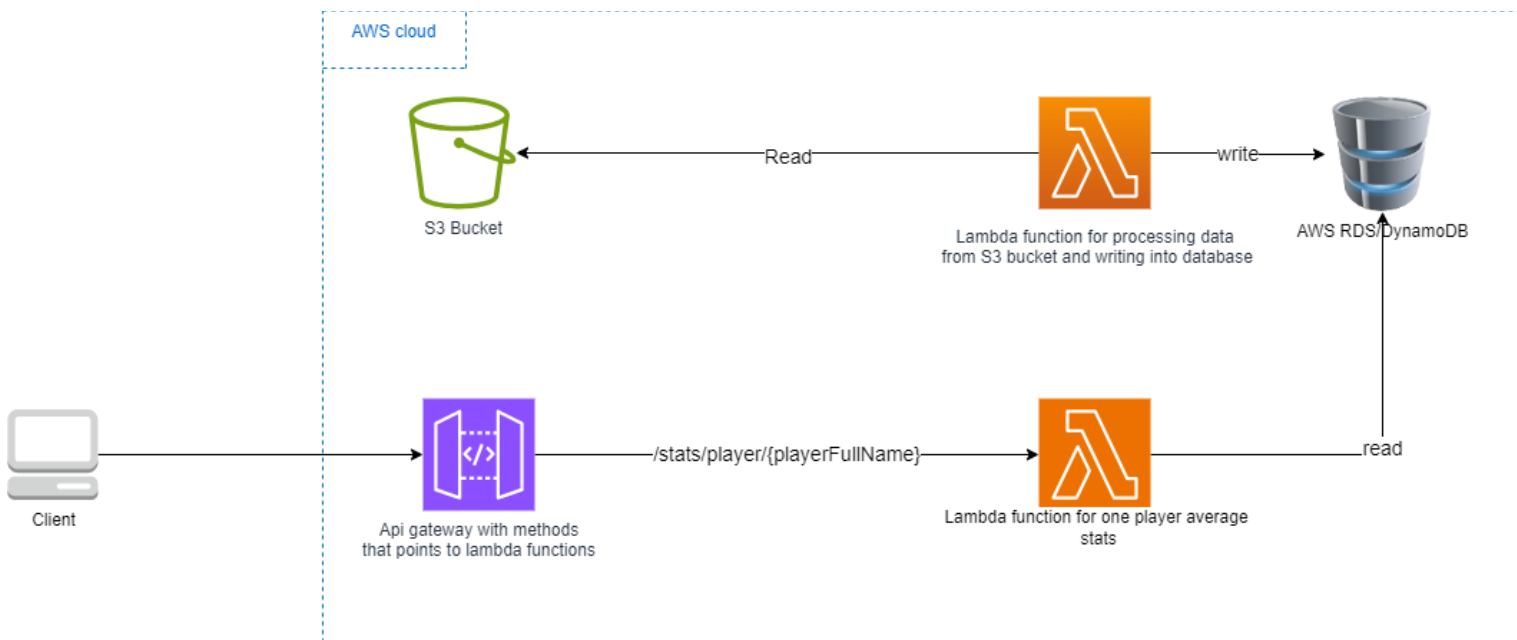 AWS cloud
Read
write
S3 Bucket
Lambda function for processing data
from S3 bucket and writing into database
AWS RDS/DynamoDB
</>
/stats/player/{playerFullName}
read
Client
Api gateway with methods
that points to lambda functions
Lambda function for one player average
stats